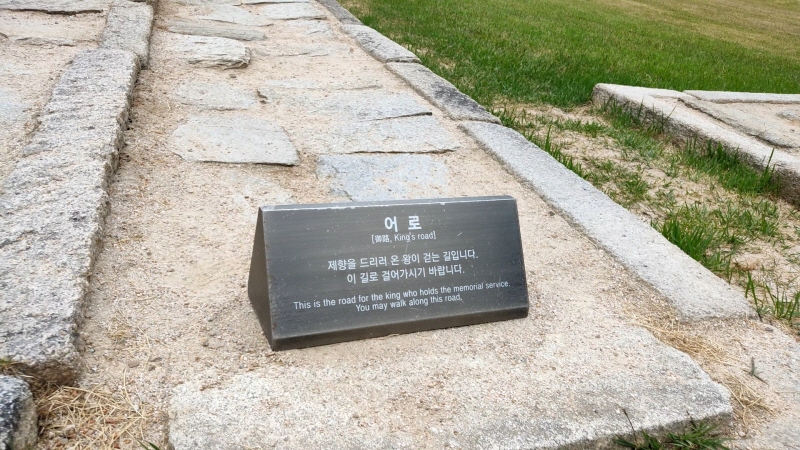 어 로
[御路, King's road]
제향을 드리러 온 왕이 걷는 길입니다.
이 길로 걸어가시기 바랍니다.
This is the road for the king who holds the memorial service.
You may walk along this road.